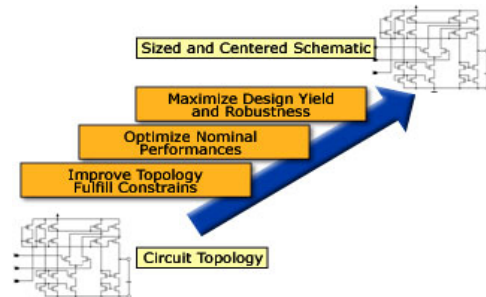 Sized and Centered Schematic
Maximize Design Yield
and Robustness
Optimize Nominal
Performances
Improve Topology
Fulfill Constrains
Circuit Topology